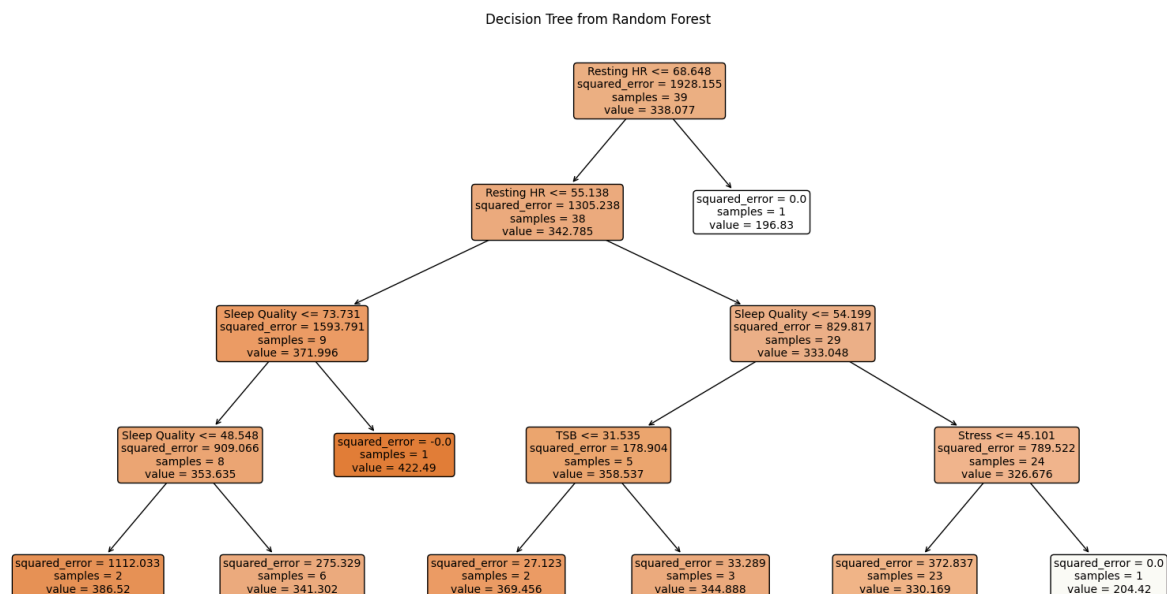 Decision Tree from Random Forest
Resting HR <= 68.648
squared_error = 1928.155
samples = 39
value = 338.077
Resting HR <= 55.138
squared_error = 1305.238
samples = 38
value = 342.785
squared_error = 0.0
samples = 1
value = 196.83
Sleep Quality <= 73.731
squared_error = 1593.791
samples = 9
value = 371.996
Sleep Quality <= 54.199
squared_error = 829.817
samples = 29
value = 333.048
Sleep Quality <= 48.548
squared_error = 909.066
samples = 8
value = 353.635
squared_error = -0.0
samples = 1
value = 422.49
TSB <= 31.535
squared_error = 178.904
samples = 5
value = 358.537
Stress <= 45.101
squared_error = 789.522
samples = 24
value = 326.676
squared_error = 1112.033
samples = 2
value = 386.52
squared_error = 275.329
samples = 6
value = 341.302
squared_error = 27.123
samples = 2
value = 369.456
squared_error = 33.289
samples = 3
value = 344.888
squared_error = 372.837
samples = 23
value = 330.169
squared_error = 0.0
samples = 1
value = 204.42